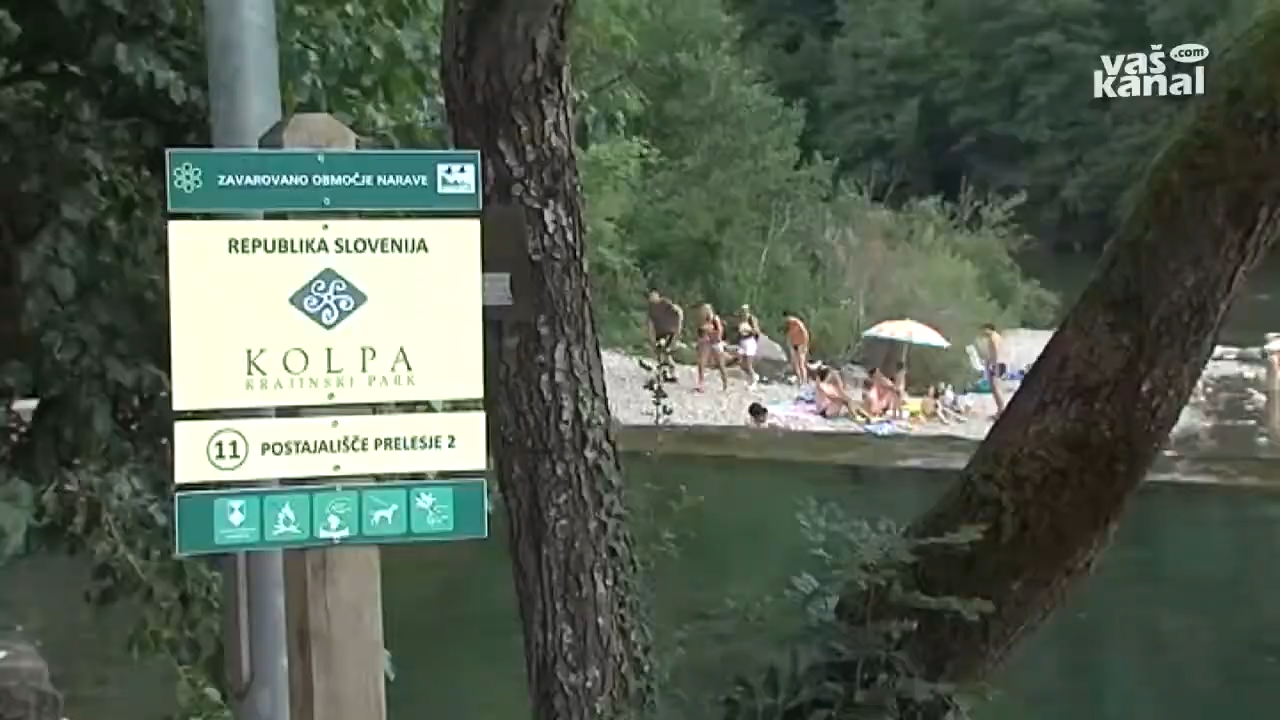 vaš .com
kanal
ZAVAROVANO OBMOČJE NARAVE
REPUBLIKA SLOVENIJA
KOLPA
KRAJINSKI PARK
11 POSTAJALIŠČE PRELESJE 2